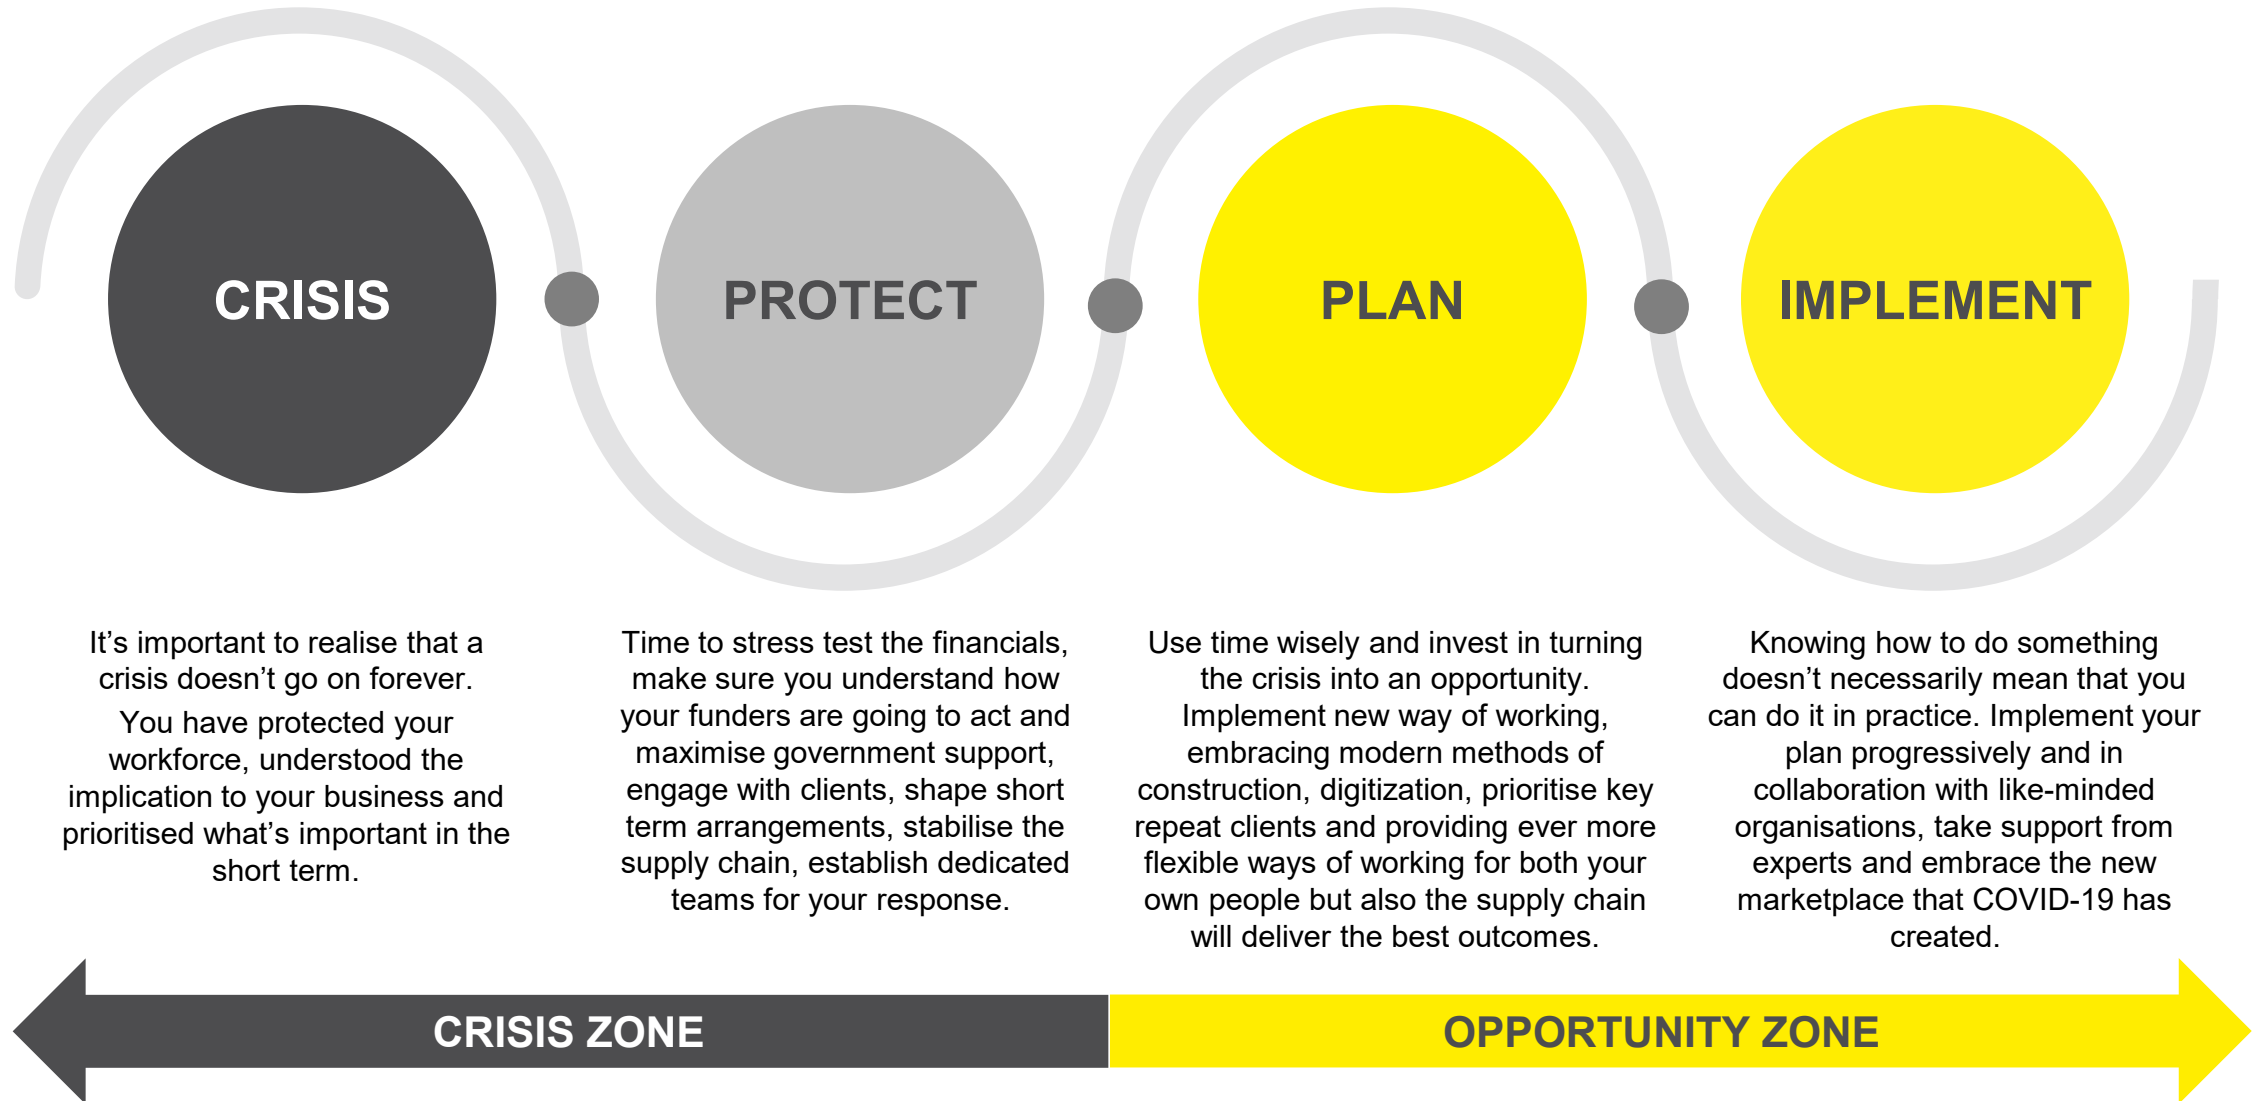 CRISIS
PROTECT
PLAN
IMPLEMENT
It’s important to realise that a
crisis doesn’t go on forever.
You have protected your
workforce, understood the
implication to your business and
prioritised what’s important in the
short term.
Time to stress test the financials,
make sure you understand how
your funders are going to act and
maximise government support,
engage with clients, shape short
term arrangements, stabilise the
supply chain, establish dedicated
teams for your response.
Use time wisely and invest in turning
the crisis into an opportunity.
Implement new way of working,
embracing modern methods of
construction, digitization, prioritise key
repeat clients and providing ever more
flexible ways of working for both your
own people but also the supply chain
will deliver the best outcomes.
Knowing how to do something
doesn’t necessarily mean that you
can do it in practice. Implement your
plan progressively and in
collaboration with like-minded
organisations, take support from
experts and embrace the new
marketplace that COVID-19 has
created.
CRISIS ZONE
OPPORTUNITY ZONE